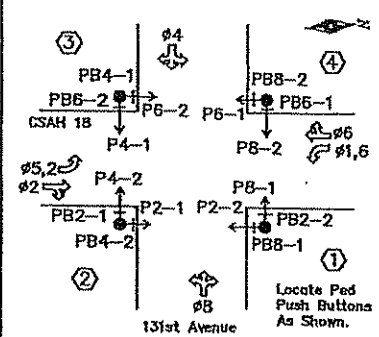 ③ ø4 N
④
PB4-1 PB8-2
PB6-2 P6-2 P6-1 PB6-1
CSAH 18
P4-1 P8-2 ø6
ø1,6
ø5,2
ø2 P4-2 P8-1
PB2-1 P2-1 P2-2 PB2-2
PB4-2 PB8-1
② ①
ø8
131st Avenue
Locate Ped
Push Buttons
As Shown.